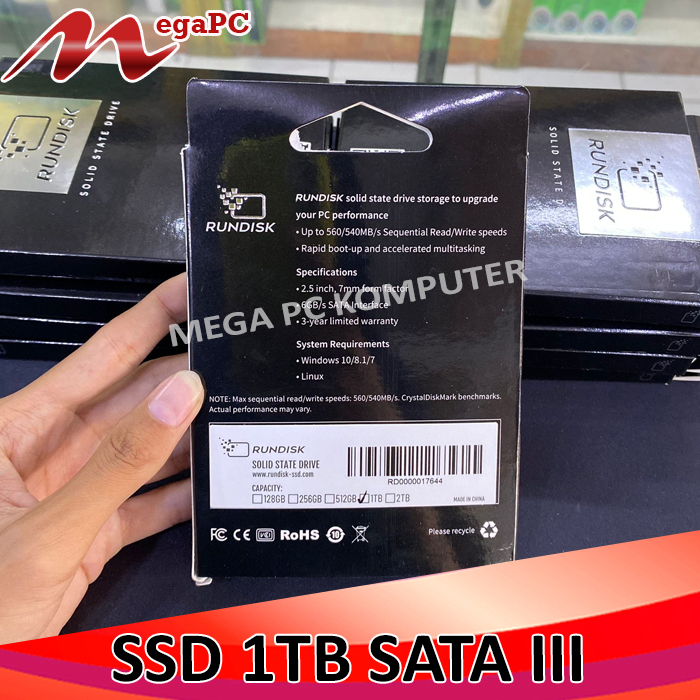 MegaPC
RUNDISK
SOLID STATE DRIVE
RUNDISK
SOLID STATE D
RUNDISK
RUNDISK solid state drive storage to upgrade
your PC performance
• Up to 560/540MB/s Sequential Read/Write speeds
• Rapid boot-up and accelerated multitasking
Specifications
• 2.5 inch, 7mm form factor
• 6GB/s SATA Interface
• 3-year limited warranty
MEGA PC KOMPUTER
System Requirements
• Windows 10/8.1/7
• Linux
NOTE: Max sequential read/write speeds: 560/540MB/s. CrystalDiskMark benchmarks.
Actual performance may vary.
RUNDISK
SOLID STATE DRIVE
www.rundisk-ssd.com
RD0000017644
CAPACITY:
128GB 256GB 512GB ✓ 1TB 2TB
MADE IN CHINA
FC CE RoHS 10 Please recycle
SSD 1TB SATA III